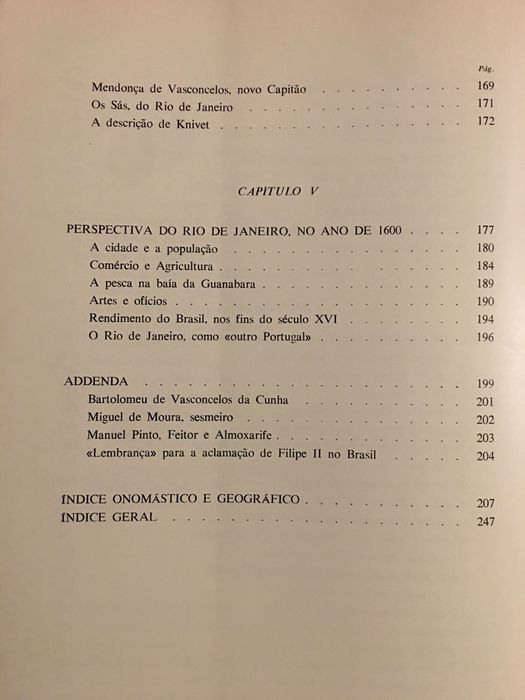 Pág.
Mendonça de Vasconcelos, novo Capitão . . . . . . . . . . 169
Os Sás, do Rio de Janeiro . . . . . . . . . . . . . . 171
A descrição de Knivet . . . . . . . . . . . . . . . . 172
CAPÍTULO V
PERSPECTIVA DO RIO DE JANEIRO, NO ANO DE 1600 . . . . 177
A cidade e a população . . . . . . . . . . . . . . . 180
Comércio e Agricultura . . . . . . . . . . . . . . . . 184
A pesca na baía da Guanabara . . . . . . . . . . . . . 189
Artes e ofícios . . . . . . . . . . . . . . . . . . . 190
Rendimento do Brasil, nos fins do século XVI . . . . . . . . 194
O Rio de Janeiro, como «outro Portugal» . . . . . . . . . . 196
ADDENDA . . . . . . . . . . . . . . . . . . . . 199
Bartolomeu de Vasconcelos da Cunha . . . . . . . . . . . 201
Miguel de Moura, sesmeiro . . . . . . . . . . . . . . . 202
Manuel Pinto, Feitor e Almoxarife . . . . . . . . . . . . 203
«Lembrança» para a aclamação de Filipe II no Brasil . . . . . 204
ÍNDICE ONOMÁSTICO E GEOGRÁFICO . . . . . . . . . . . 207
ÍNDICE GERAL . . . . . . . . . . . . . . . . . . . 247